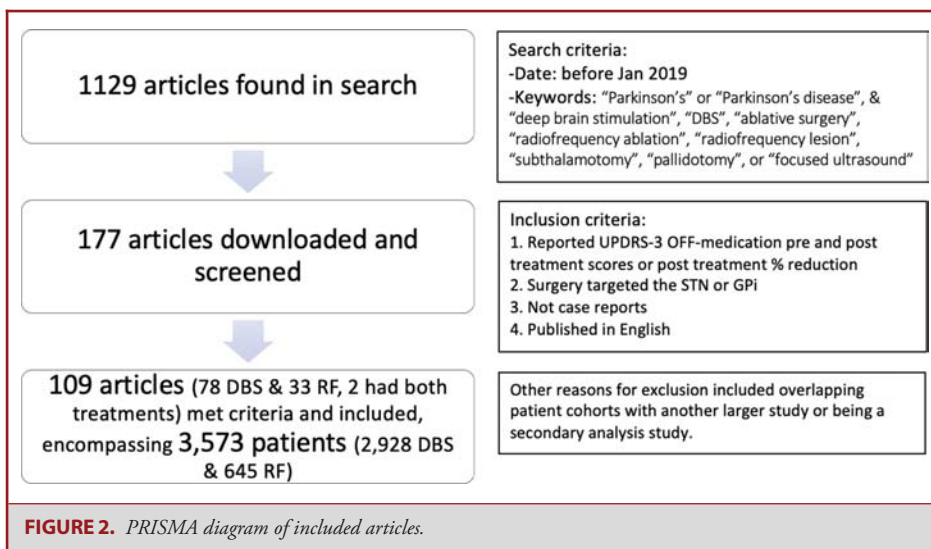 1129 articles found in search
Search criteria:
-Date: before Jan 2019
-Keywords: “Parkinson's” or “Parkinson's disease”, &
“deep brain stimulation”, “DBS”, “ablative surgery”,
“radiofrequency ablation”, “radiofrequency lesion”,
“subthalamotomy”, “pallidotomy”, or “focused ultrasound”
177 articles downloaded and
screened
Inclusion criteria:
1. Reported UPDRS-3 OFF-medication pre and post
treatment scores or post treatment % reduction
2. Surgery targeted the STN or GPi
3. Not case reports
4. Published in English
109 articles (78 DBS & 33 RF, 2 had both
treatments) met criteria and included,
encompassing 3,573 patients (2,928 DBS
& 645 RF)
Other reasons for exclusion included overlapping
patient cohorts with another larger study or being a
secondary analysis study.
FIGURE 2. PRISMA diagram of included articles.